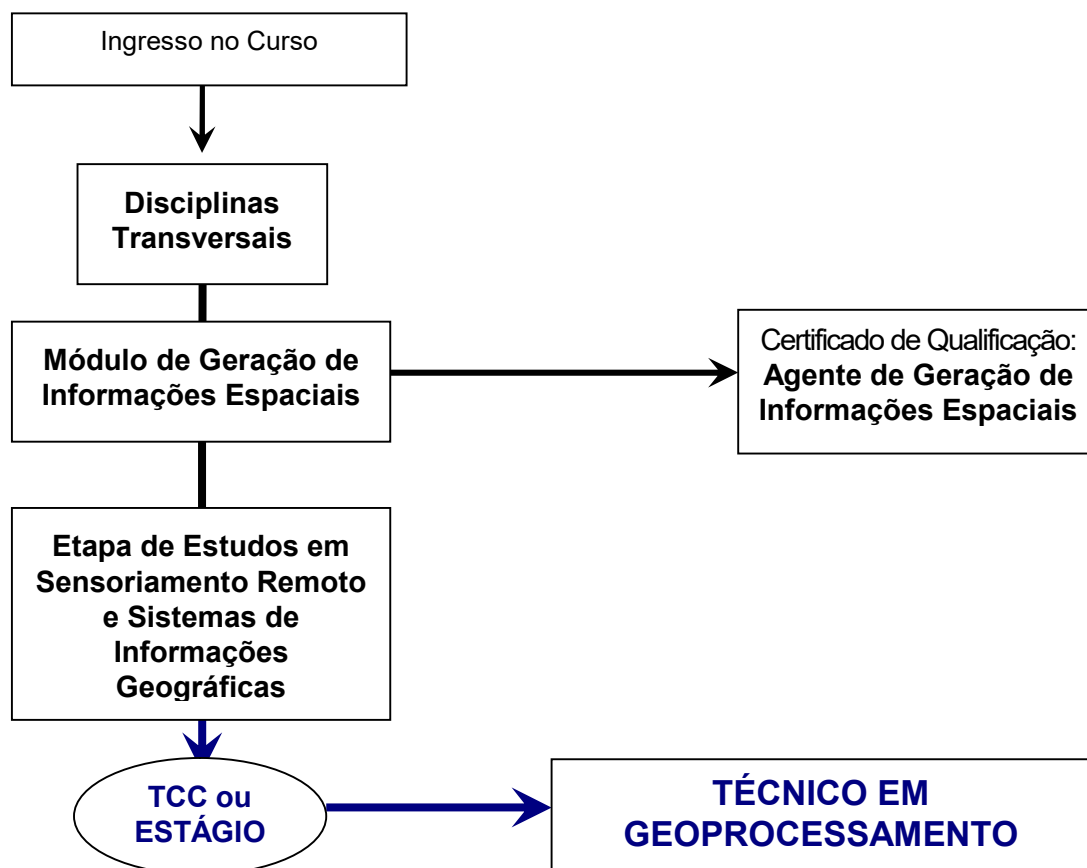 Ingresso no Curso
Disciplinas
Transversais
Módulo de Geração de
Informações Espaciais
Certificado de Qualificação:
Agente de Geração de
Informações Espaciais
Etapa de Estudos em
Sensoriamento Remoto
e Sistemas de
Informações
Geográficas
TCC ou
ESTÁGIO
TÉCNICO EM
GEOPROCESSAMENTO